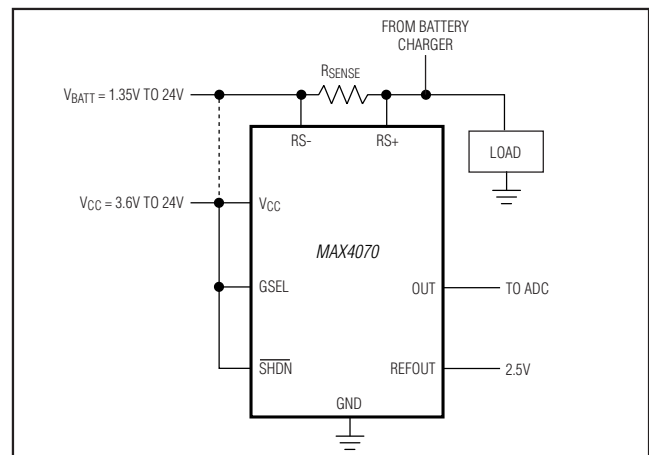 FROM BATTERY
CHARGER
RSENSE
VBATT = 1.35V TO 24V
RS-
RS+
LOAD
VCC = 3.6V TO 24V
VCC
MAX4070
GSEL
OUT
TO ADC
SHDN
REFOUT
2.5V
GND